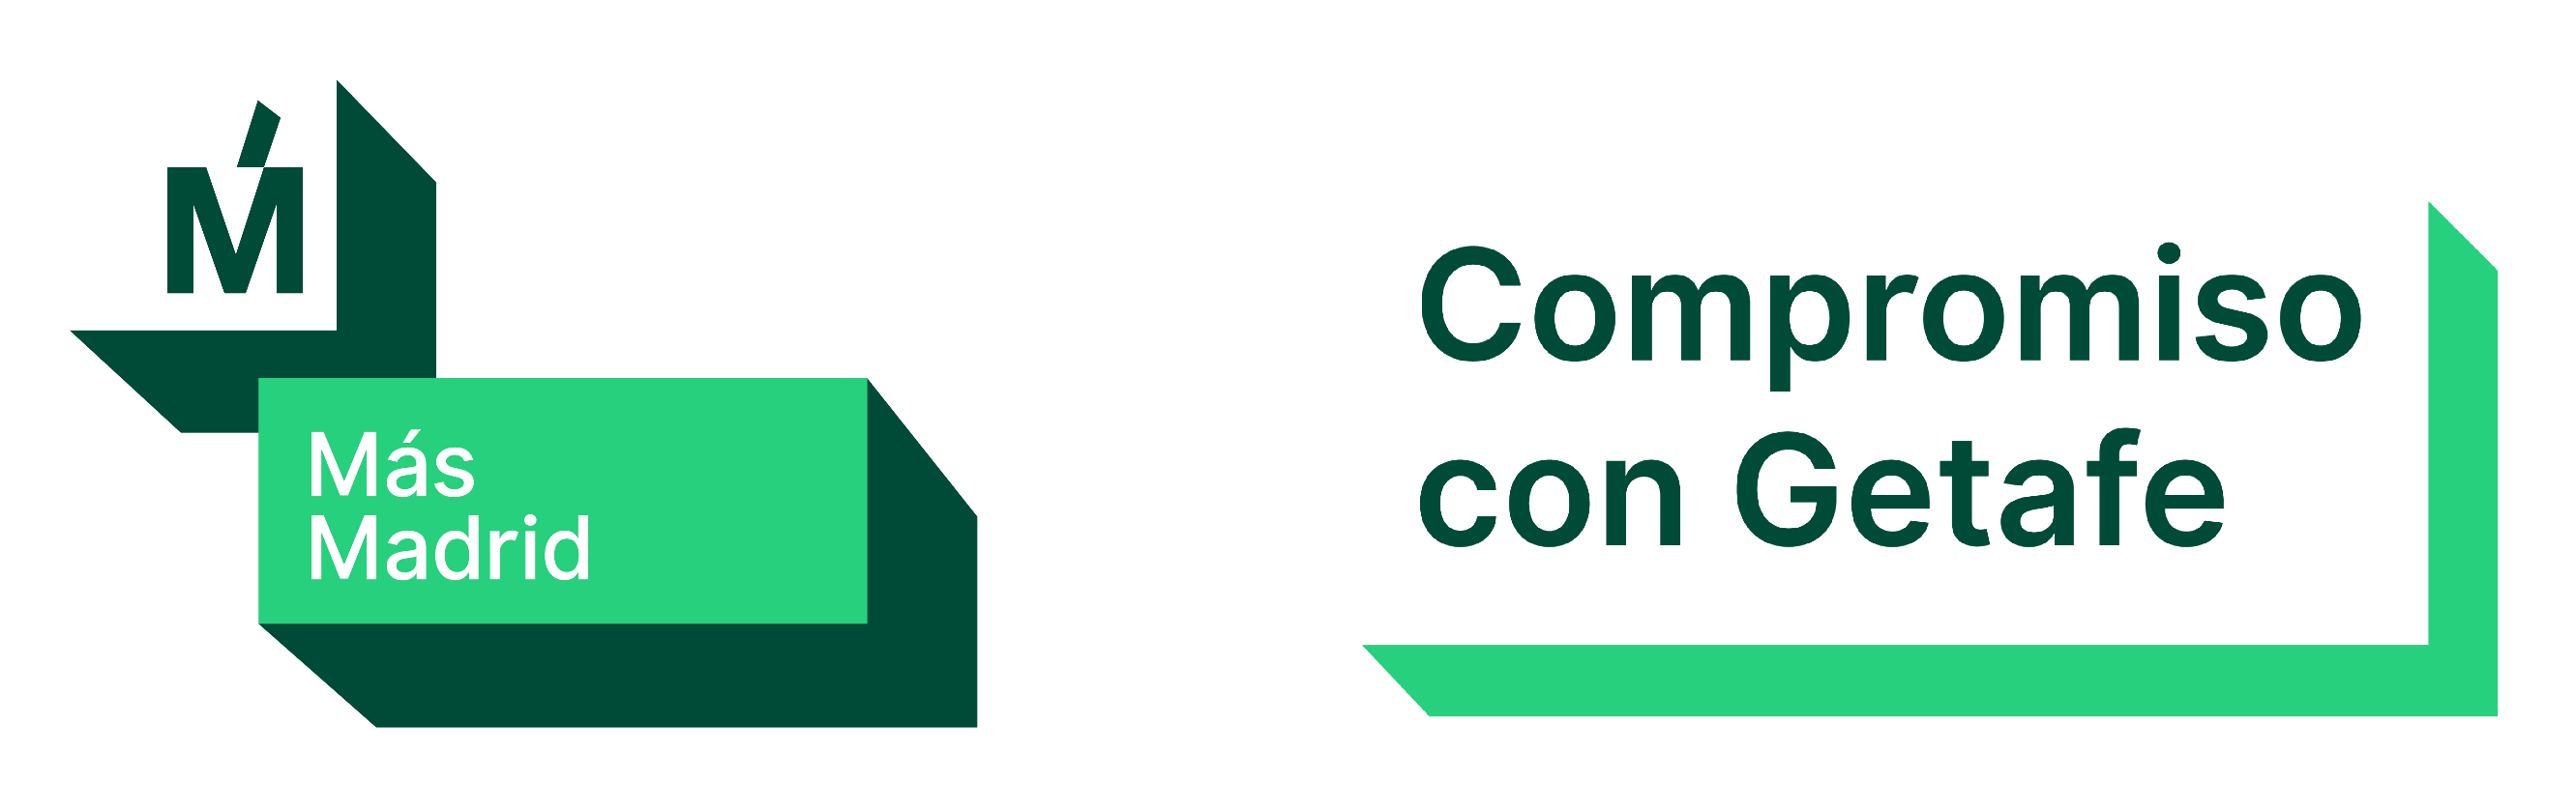 Ḿ
Más
Madrid
Compromiso
con Getafe